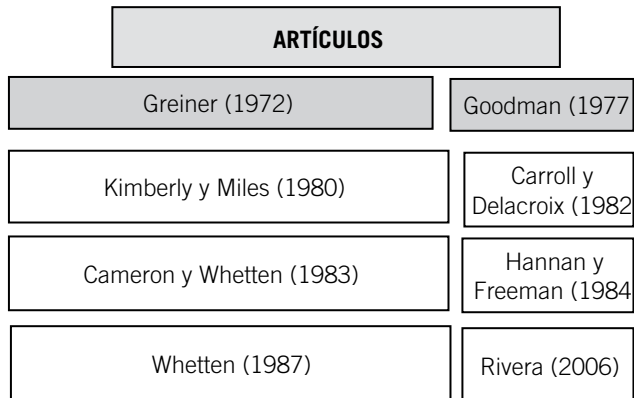 ARTÍCULOS
Greiner (1972)
Goodman (1977
Kimberly y Miles (1980)
Carroll y
Delacroix (1982
Cameron y Whetten (1983)
Hannan y
Freeman (1984
Whetten (1987)
Rivera (2006)